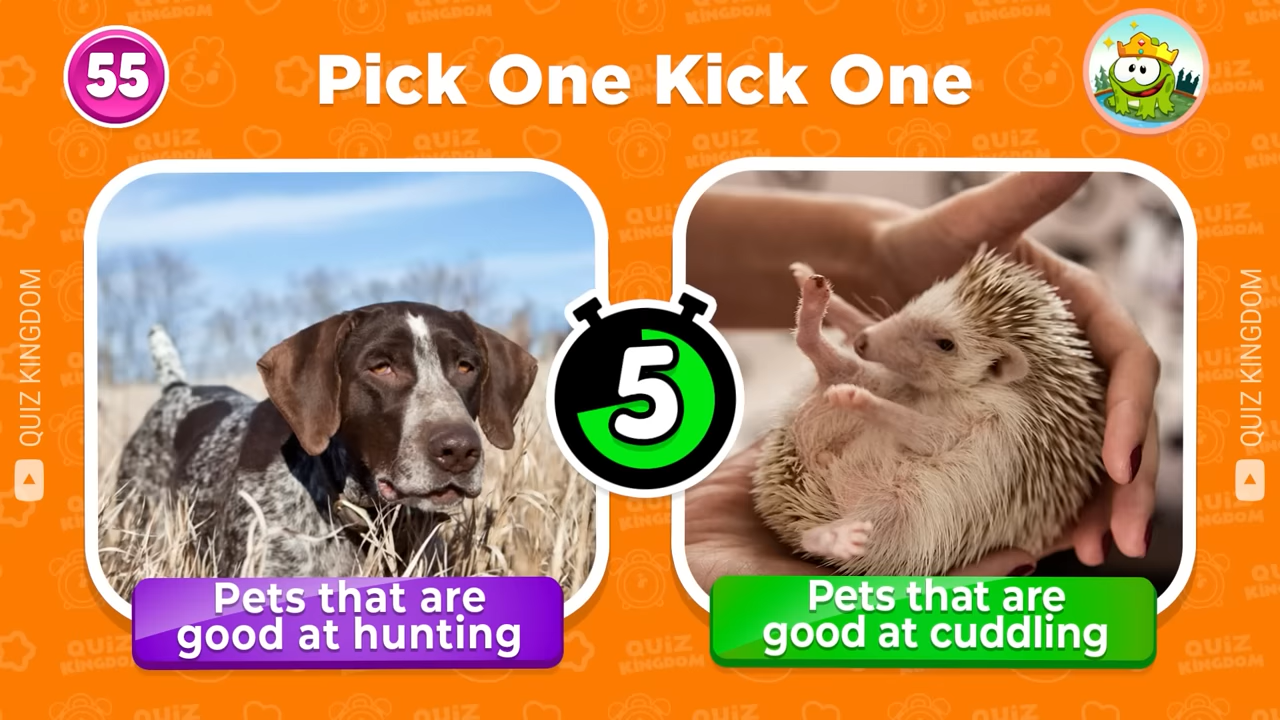 55
Pick One Kick One
QUIZ KINGDOM
5
QUIZ KINGDOM
Pets that are
good at hunting
Pets that are
good at cuddling